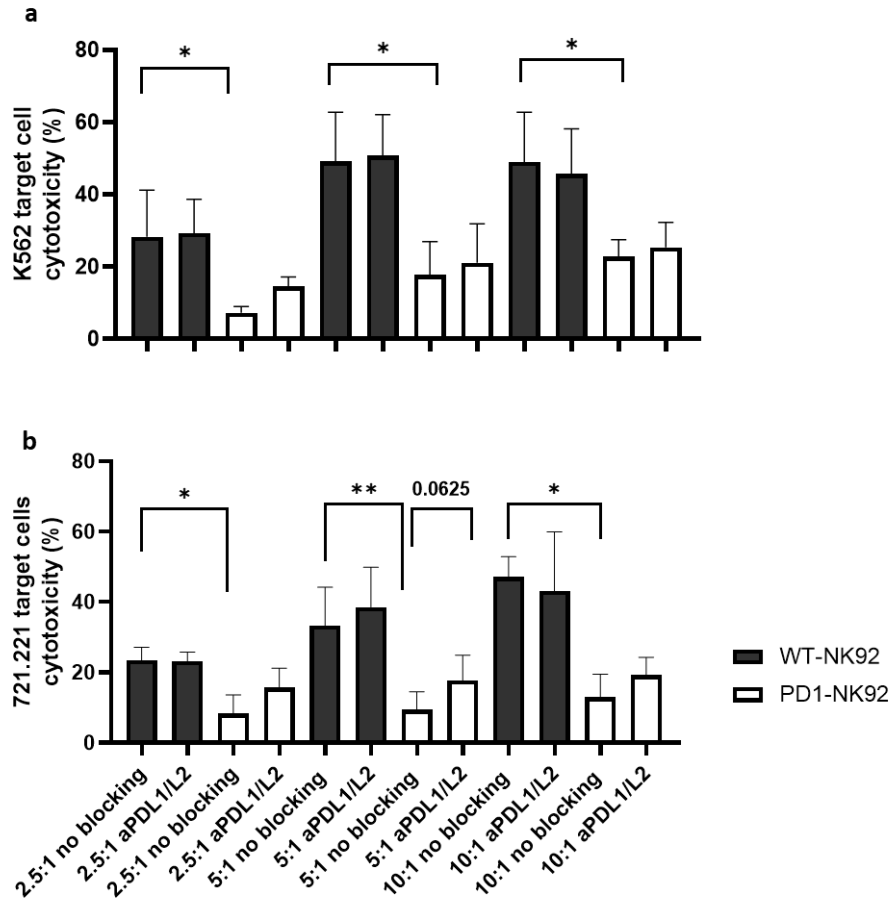 a
K562 target cell
cytotoxicity (%)
80
60
40
20
0
* * *
b
721.221 target cells
cytotoxicity (%)
80
60
40
20
0
* ** 0.0625 *
WT-NK92
PD1-NK92
2.5:1 no blocking
2.5:1 aPDL1/L2
2.5:1 no blocking
2.5:1 aPDL1/L2
5:1 no blocking
5:1 aPDL1/L2
5:1 no blocking
5:1 aPDL1/L2
10:1 no blocking
10:1 aPDL1/L2
10:1 no blocking
10:1 aPDL1/L2